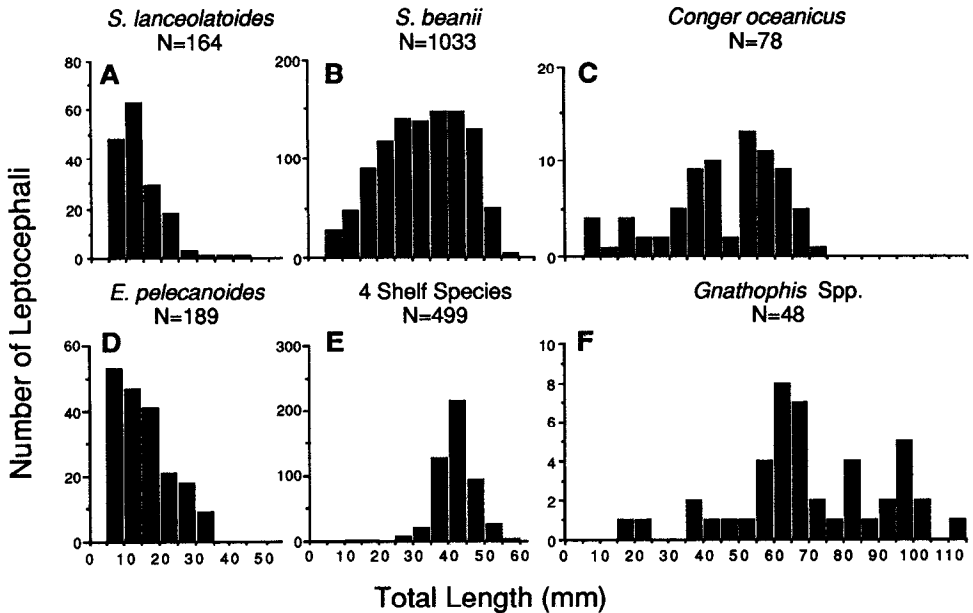 S. lanceolatoides
N=164
S. beanii
N=1033
Conger oceanicus
N=78
A
B
C
80
60
40
20
0
200
100
0
20
10
0
E. pelecanoides
N=189
4 Shelf Species
N=499
Gnathophis Spp.
N=48
D
E
F
60
40
20
0
300
200
100
0
10
8
6
4
2
0
0 10 20 30 40 50
0 10 20 30 40 50 60
0 10 20 30 40 50 60 70 80 90 100 110
Number of Leptocephali
Total Length (mm)